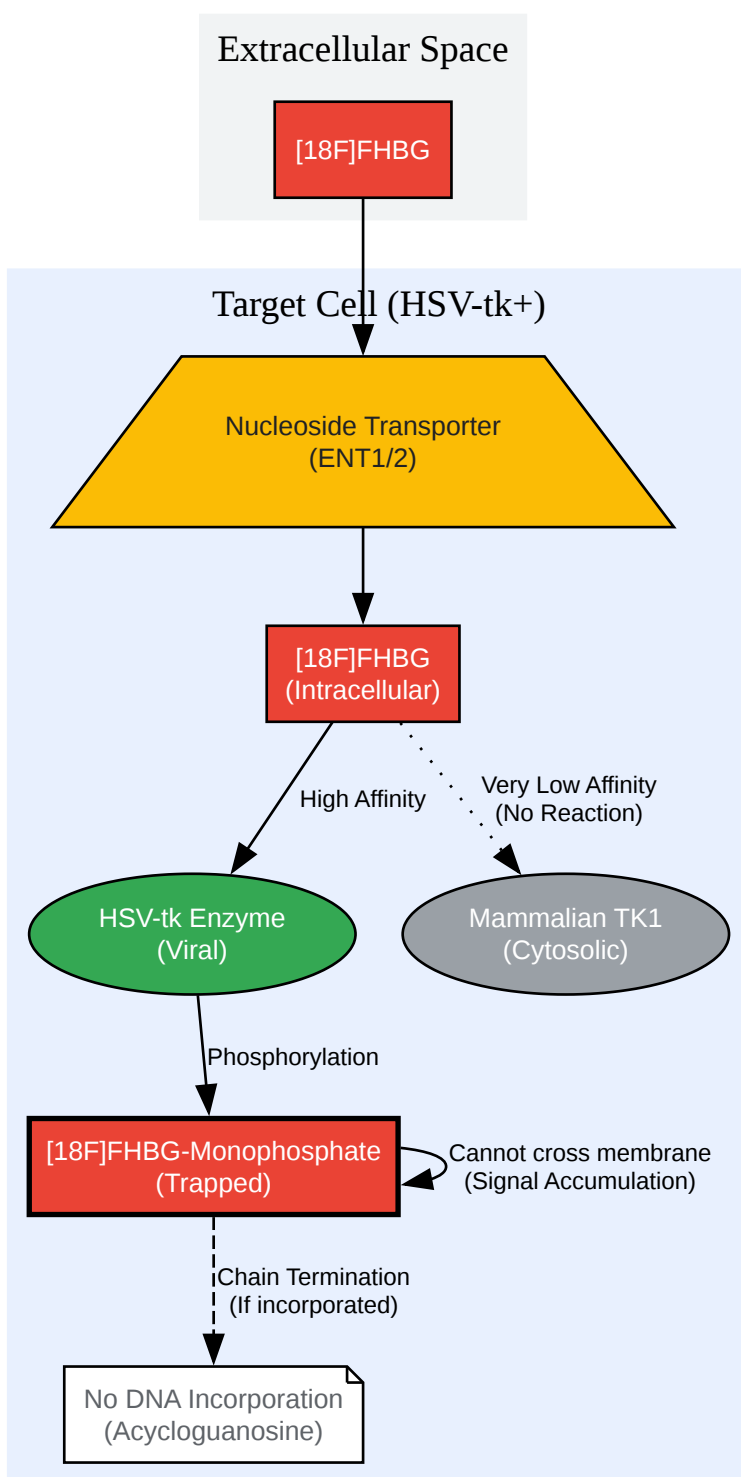 Extracellular Space
[18F]FHBG
Target Cell (HSV-tk+)
Nucleoside Transporter
(ENT1/2)
[18F]FHBG
(Intracellular)
High Affinity
Very Low Affinity
(No Reaction)
HSV-tk Enzyme
(Viral)
Mammalian TK1
(Cytosolic)
Phosphorylation
[18F]FHBG-Monophosphate
(Trapped)
Cannot cross membrane
(Signal Accumulation)
Chain Termination
(If incorporated)
No DNA Incorporation
(Acycloguanosine)